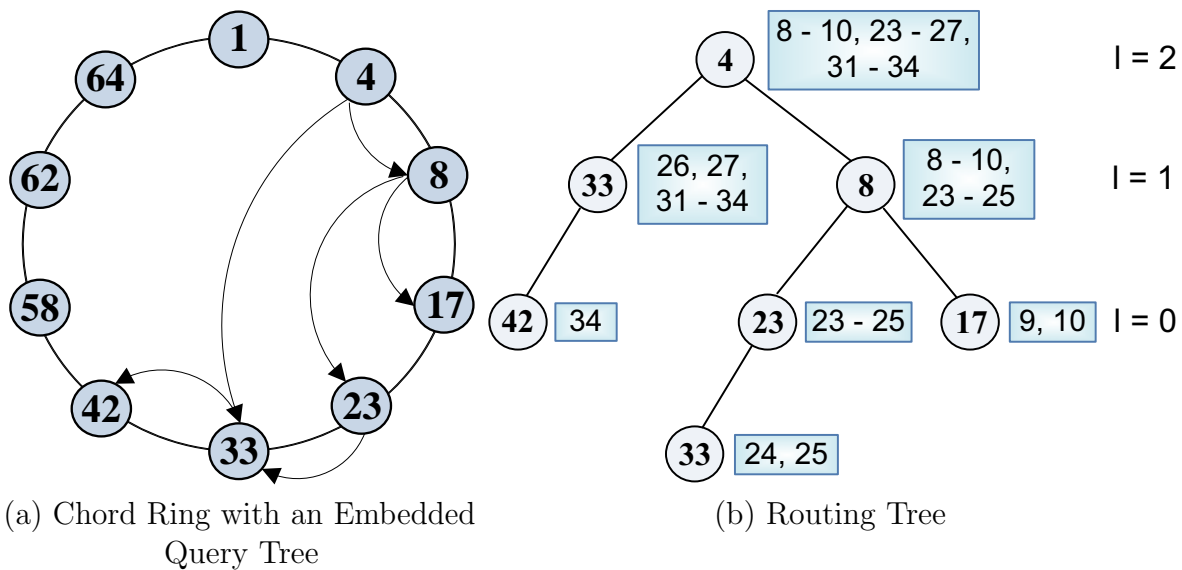 1
64
4
62
8
58
17
42
23
33
(a) Chord Ring with an Embedded
Query Tree
4
8 - 10, 23 - 27,
31 - 34
l = 2
33
26, 27,
31 - 34
8
8 - 10,
23 - 25
l = 1
42
34
23
23 - 25
17
9, 10
l = 0
33
24, 25
(b) Routing Tree